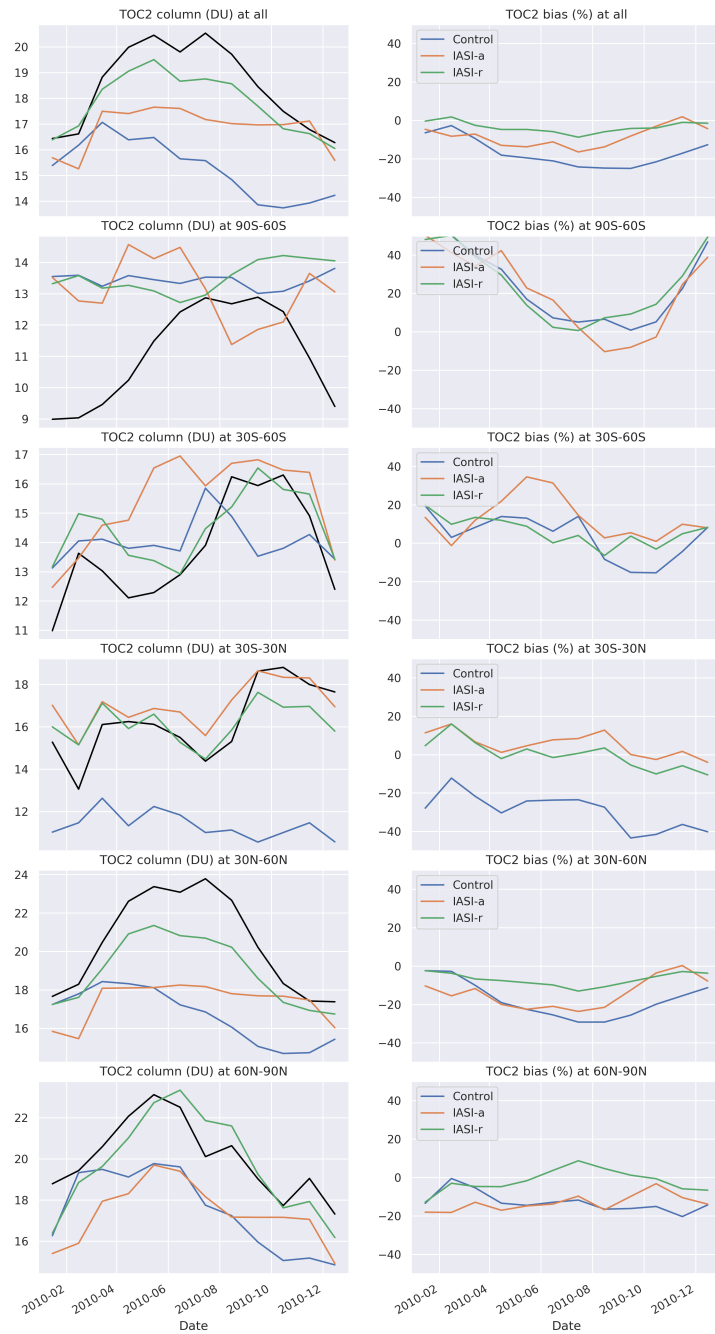 TOC2 column (DU) at all
20
19
18
17
16
15
14
TOC2 bias (%) at all
40
20
0
−20
−40
Control
IASI-a
IASI-r
TOC2 column (DU) at 90S-60S
14
13
12
11
10
9
TOC2 bias (%) at 90S-60S
40
20
0
−20
−40
Control
IASI-a
IASI-r
TOC2 column (DU) at 30S-60S
17
16
15
14
13
12
11
TOC2 bias (%) at 30S-60S
40
20
0
−20
−40
Control
IASI-a
IASI-r
TOC2 column (DU) at 30S-30N
18
16
14
12
TOC2 bias (%) at 30S-30N
40
20
0
−20
−40
Control
IASI-a
IASI-r
TOC2 column (DU) at 30N-60N
24
22
20
18
16
TOC2 bias (%) at 30N-60N
40
20
0
−20
−40
Control
IASI-a
IASI-r
TOC2 column (DU) at 60N-90N
22
20
18
16
2010-02
2010-04
2010-06
2010-08
2010-10
2010-12
Date
TOC2 bias (%) at 60N-90N
40
20
0
−20
−40
Control
IASI-a
IASI-r
2010-02
2010-04
2010-06
2010-08
2010-10
2010-12
Date